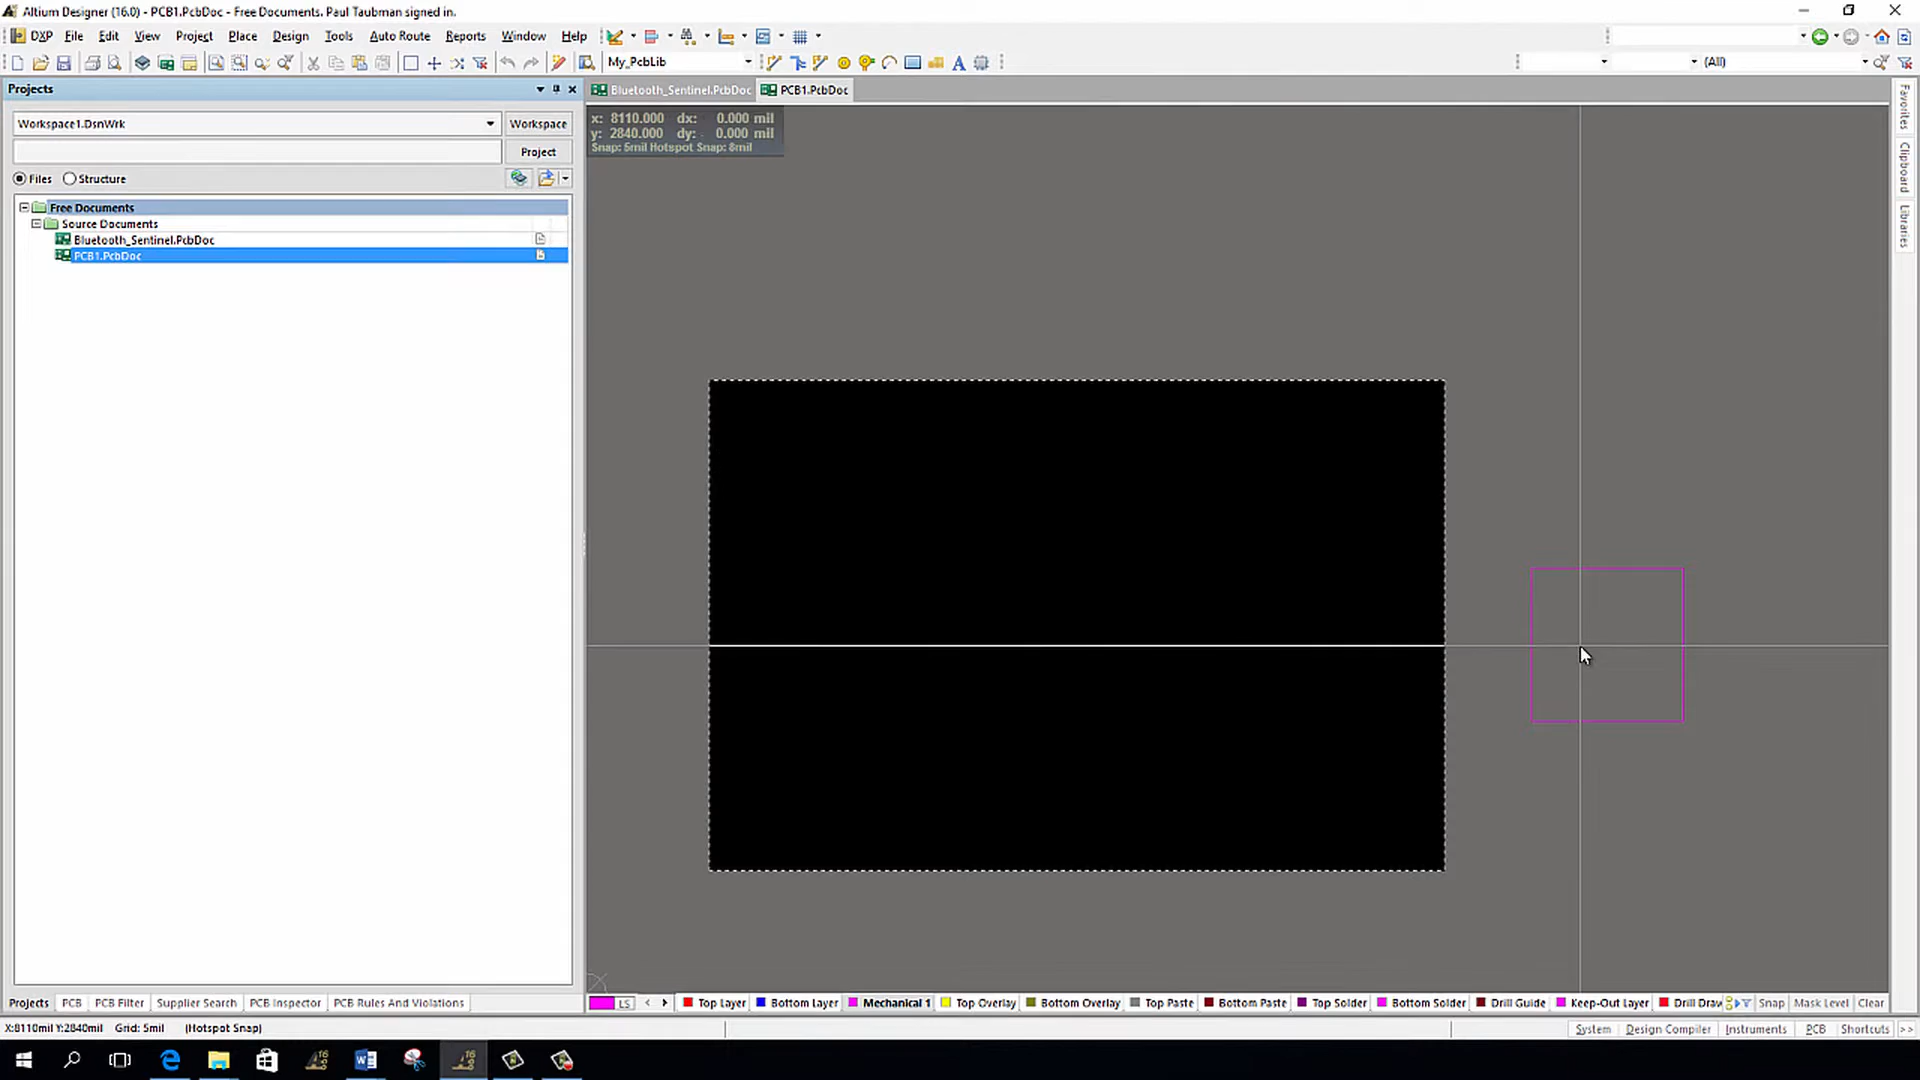 Altium Designer (16.0) - PCB1.PcbDoc - Free Documents. Paul Taubman signed in.
DXP File Edit View Project Place Design Tools Auto Route Reports Window Help
My_PcbLib
(All)
Projects
Bluetooth_Sentinel.PcbDoc PCB1.PcbDoc
Workspace1.DsnWrk Workspace
Project
Files Structure
Free Documents
Source Documents
Bluetooth_Sentinel.PcbDoc
PCB1.PcbDoc
x: 8110.000 dx: 0.000 mil
y: 2840.000 dy: 0.000 mil
Snap: 5mil Hotspot Snap: 8mil
Favorites
Clipboard
Libraries
Projects PCB PCB Filter Supplier Search PCB Inspector PCB Rules And Violations
LS Top Layer Bottom Layer Mechanical 1 Top Overlay Bottom Overlay Top Paste Bottom Paste Top Solder Bottom Solder Drill Guide Keep-Out Layer Drill Draw Snap Mask Level Clear
X:8110mil Y:2840mil Grid: 5mil (Hotspot Snap)
System Design Compiler Instruments PCB Shortcuts >>